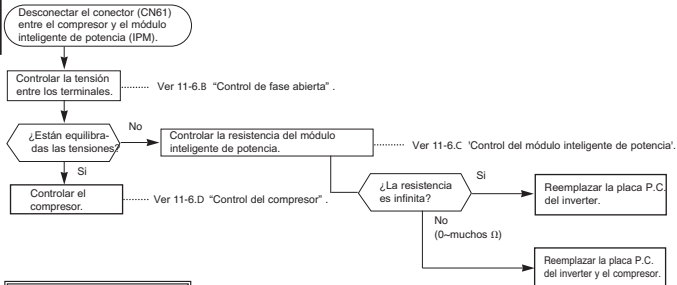 Desconectar el conector (CN61)
entre el compresor y el módulo
inteligente de potencia (IPM).
Controlar la tensión
entre los terminales.
Ver 11-6.B “Control de fase abierta” .
¿Están equilibra-
das las tensiones?
No
Controlar la resistencia del módulo
inteligente de potencia.
Ver 11-6.C 'Control del módulo inteligente de potencia'.
Si
Controlar el
compresor.
Ver 11-6.D “Control del compresor” .
¿La resistencia
es infinita?
Si
Reemplazar la placa P.C.
del inverter.
No
(0~muchos Ω)
Reemplazar la placa P.C.
del inverter y el compresor.